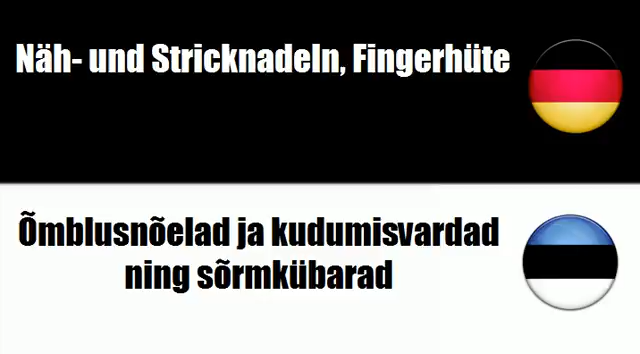 Näh- und Stricknadeln, Fingerhüte
Õmblusnõelad ja kudumisvardad
ning sõrmkübarad